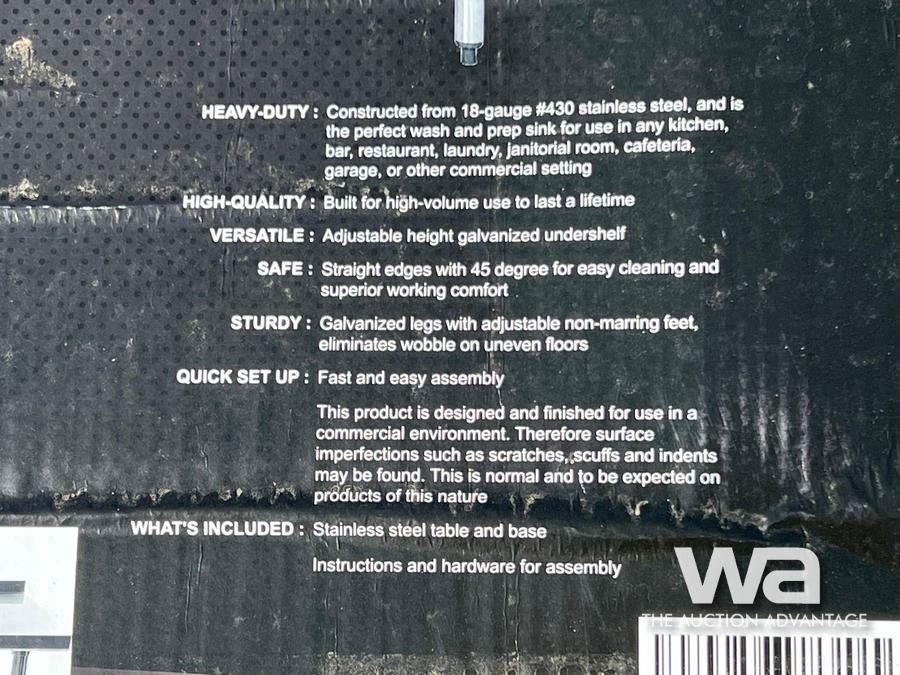 HEAVY-DUTY : Constructed from 18-gauge #430 stainless steel, and is
the perfect wash and prep sink for use in any kitchen,
bar, restaurant, laundry, janitorial room, cafeteria,
garage, or other commercial setting
HIGH-QUALITY : Built for high-volume use to last a lifetime
VERSATILE : Adjustable height galvanized undershelf
SAFE : Straight edges with 45 degree for easy cleaning and
superior working comfort
STURDY : Galvanized legs with adjustable non-marring feet,
eliminates wobble on uneven floors
QUICK SET UP : Fast and easy assembly
This product is designed and finished for use in a
commercial environment. Therefore surface
imperfections such as scratches, scuffs and indents
may be found. This is normal and to be expected on
products of this nature
WHAT'S INCLUDED : Stainless steel table and base
Instructions and hardware for assembly
wa
THE AUCTION ADVANTAGE